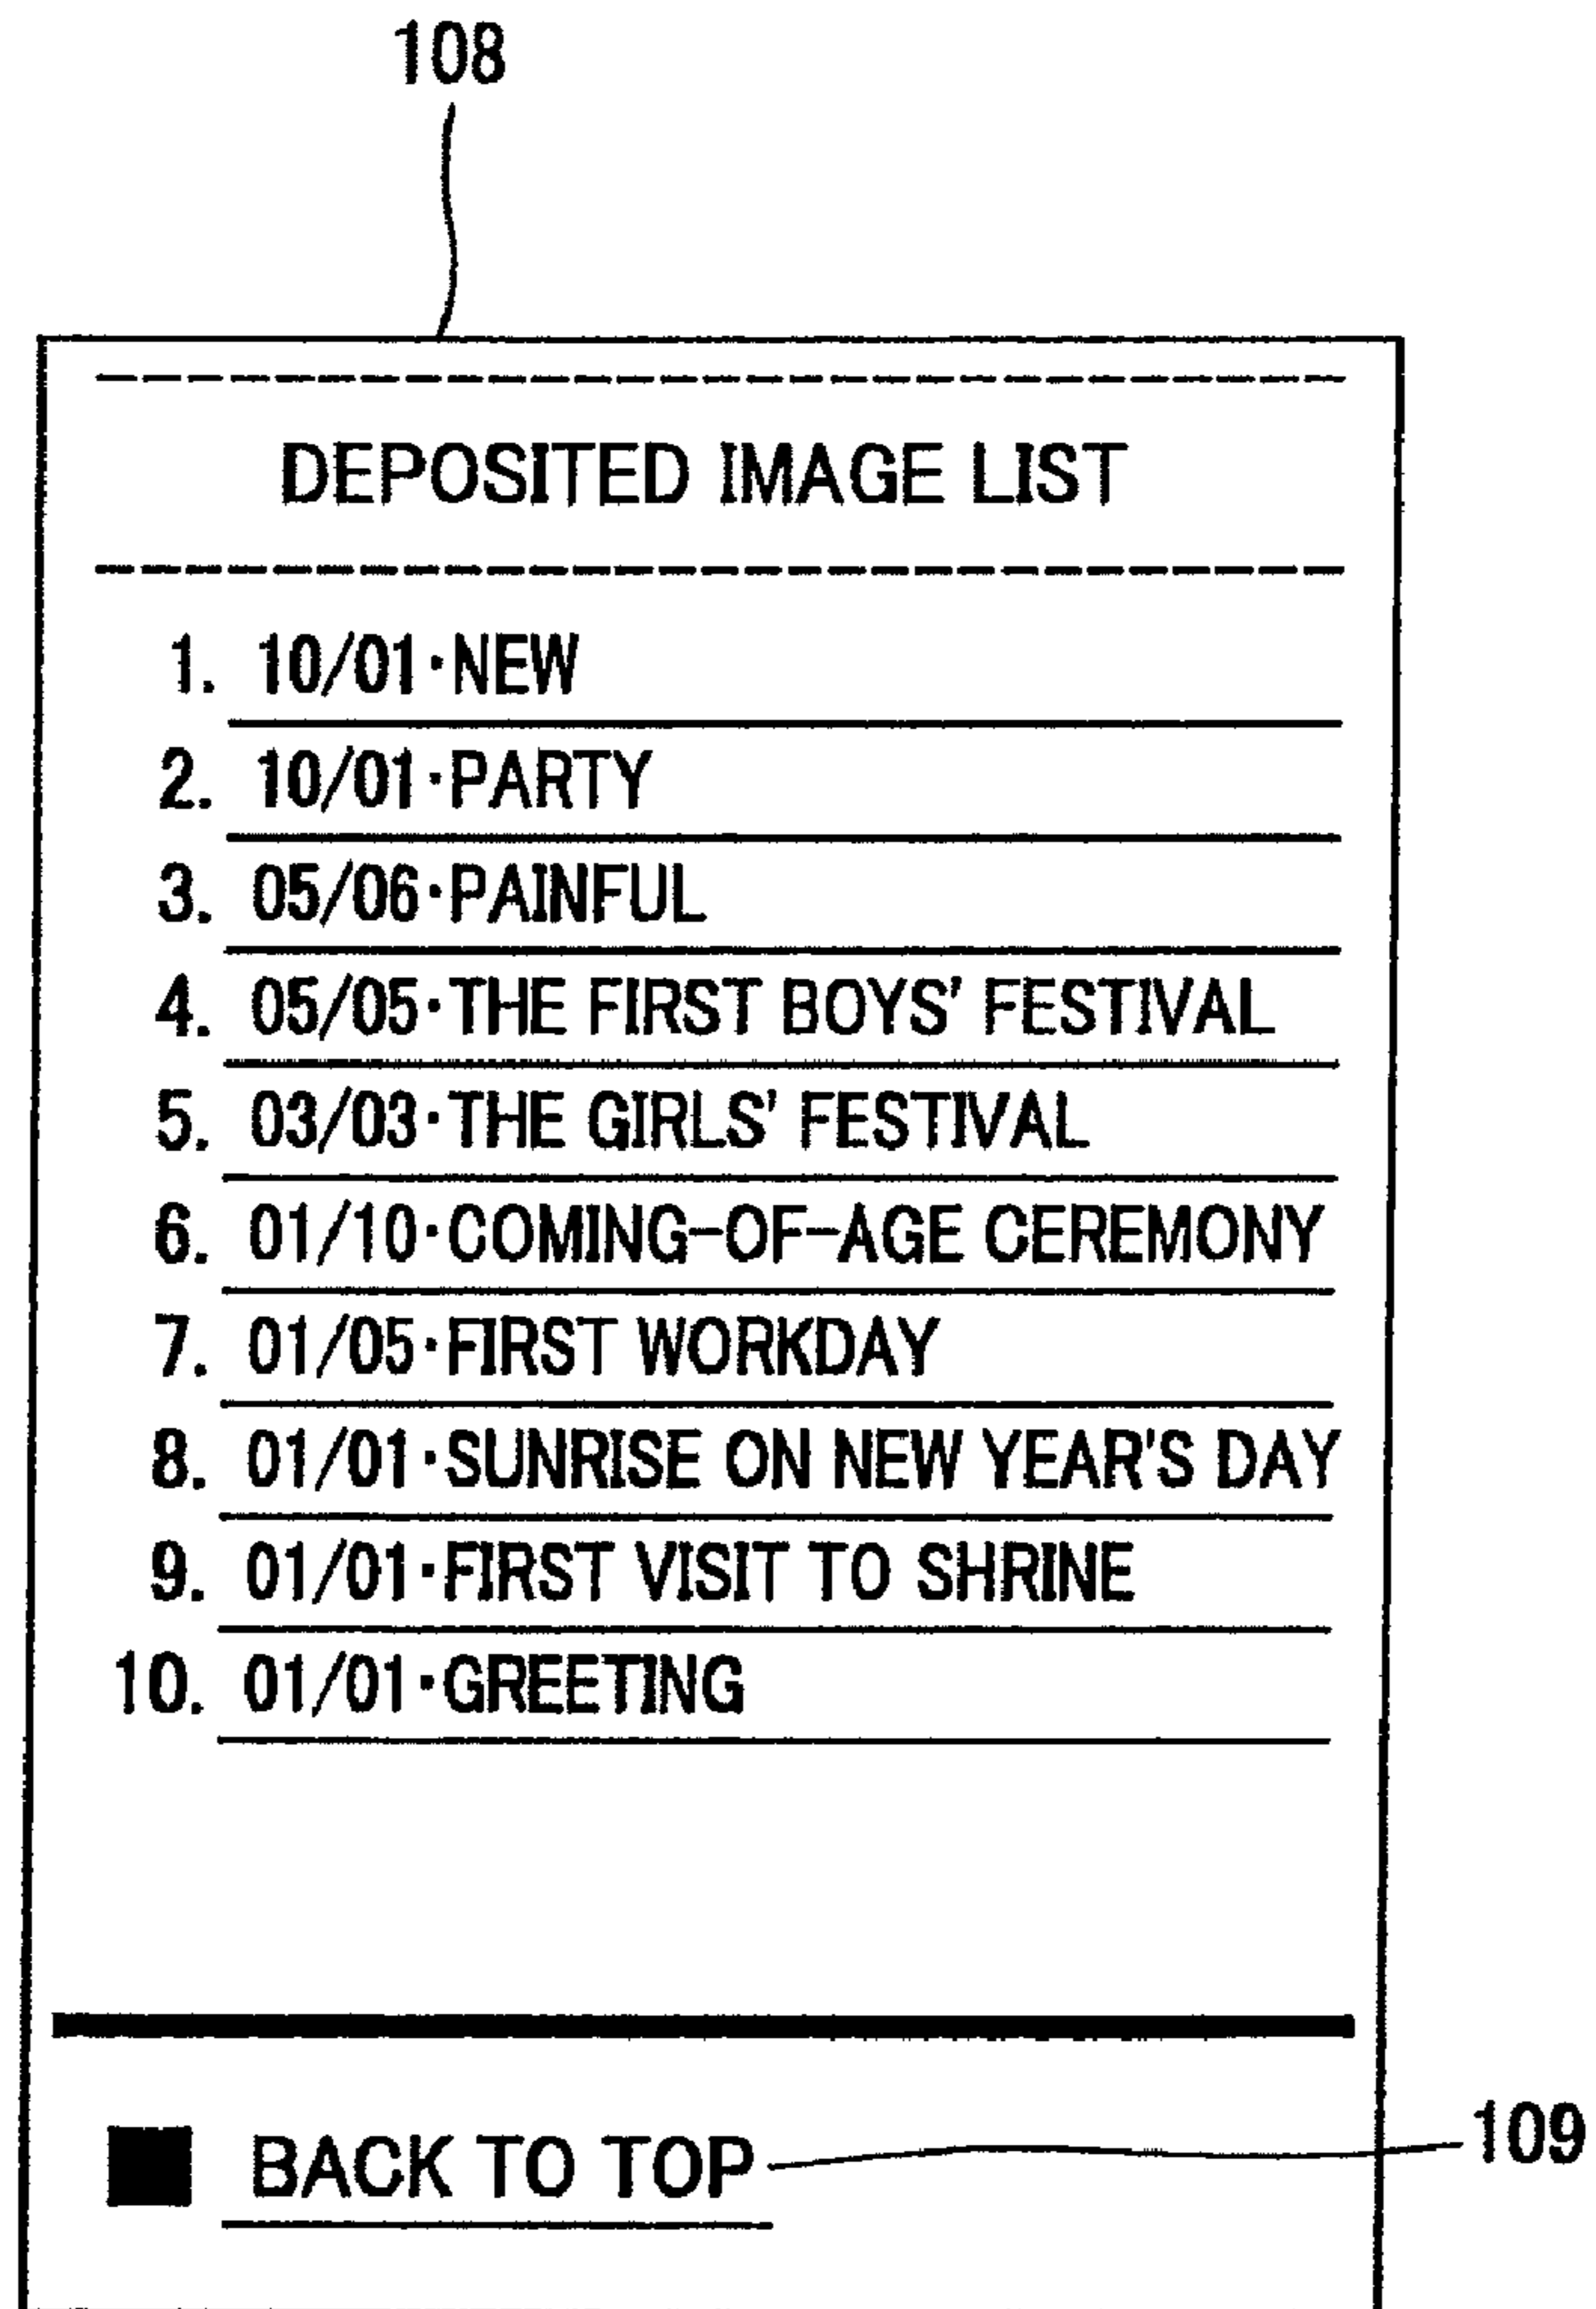 108
DEPOSITED IMAGE LIST
1. 10/01·NEW
2. 10/01·PARTY
3. 05/06·PAINFUL
4. 05/05·THE FIRST BOYS' FESTIVAL
5. 03/03·THE GIRLS' FESTIVAL
6. 01/10·COMING-OF-AGE CEREMONY
7. 01/05·FIRST WORKDAY
8. 01/01·SUNRISE ON NEW YEAR'S DAY
9. 01/01·FIRST VISIT TO SHRINE
10. 01/01·GREETING
■ BACK TO TOP
109